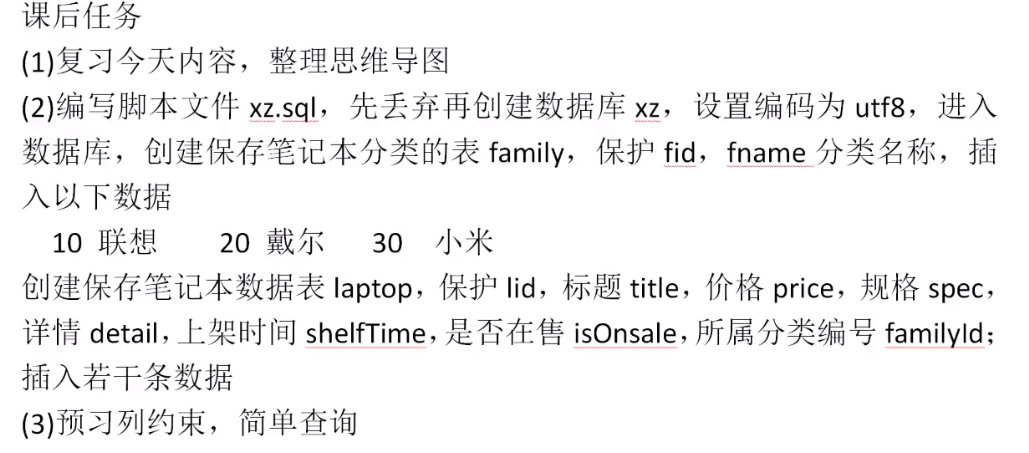 课后任务
(1)复习今天内容，整理思维导图
(2)编写脚本文件 xz.sql，先丢弃再创建数据库 xz，设置编码为 utf8，进入
数据库，创建保存笔记本分类的表 family，保护 fid，fname 分类名称，插
入以下数据
10 联想 20 戴尔 30 小米
创建保存笔记本数据表 laptop，保护 lid，标题 title，价格 price，规格 spec，
详情 detail，上架时间 shelfTime，是否在售 isOnsale，所属分类编号 familyId；
插入若干条数据
(3)预习列约束，简单查询